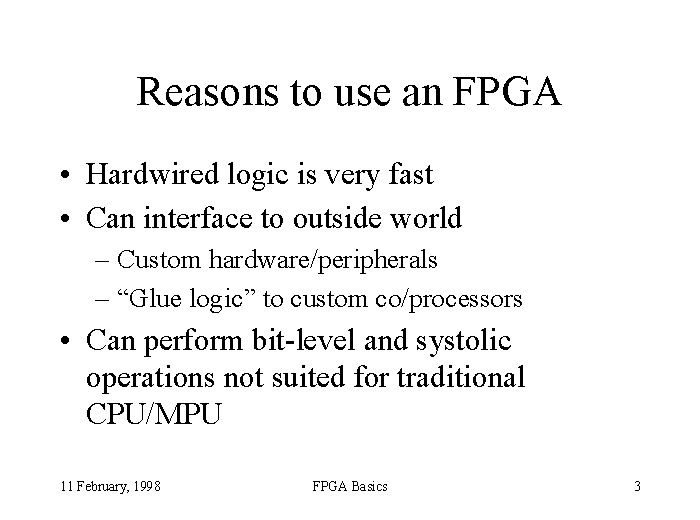 Reasons to use an FPGA
• Hardwired logic is very fast
• Can interface to outside world
– Custom hardware/peripherals
– “Glue logic” to custom co/processors
• Can perform bit-level and systolic
operations not suited for traditional
CPU/MPU
11 February, 1998 FPGA Basics 3